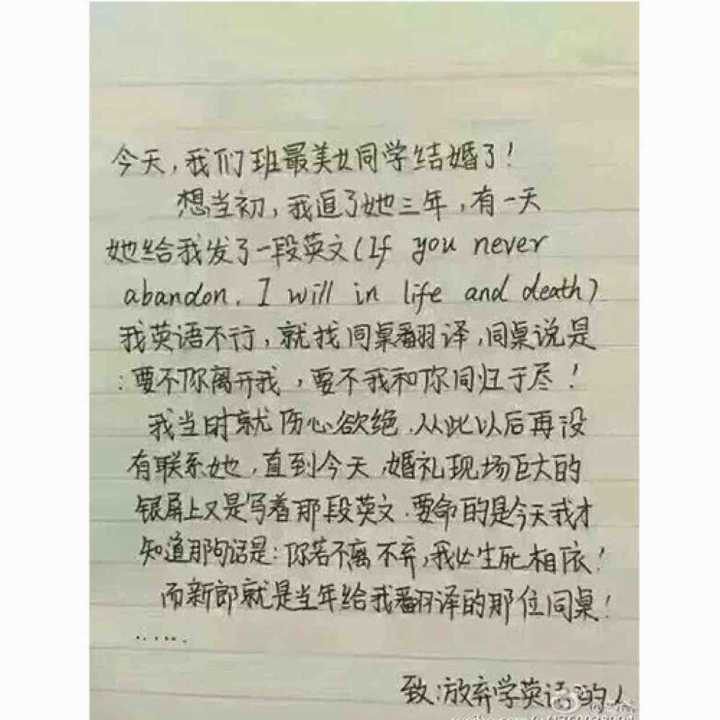 今天，我们班最美女同学结婚了！
想当初，我追了她三年，有一天
她给我发了一段英文(If you never
abandon. I will in life and death)
我英语不行，就找同桌翻译，同桌说是
：要不你离开我，要不我和你同归于尽！
我当时就伤心欲绝.从此以后再没
有联系她，直到今天，婚礼现场巨大的
银屏上又是写着那段英文.要命的是今天我才
知道那句话是：你若不离不弃，我必生死相依！
而新郎就是当年给我翻译的那位同桌！
......
致：放弃学英语的人